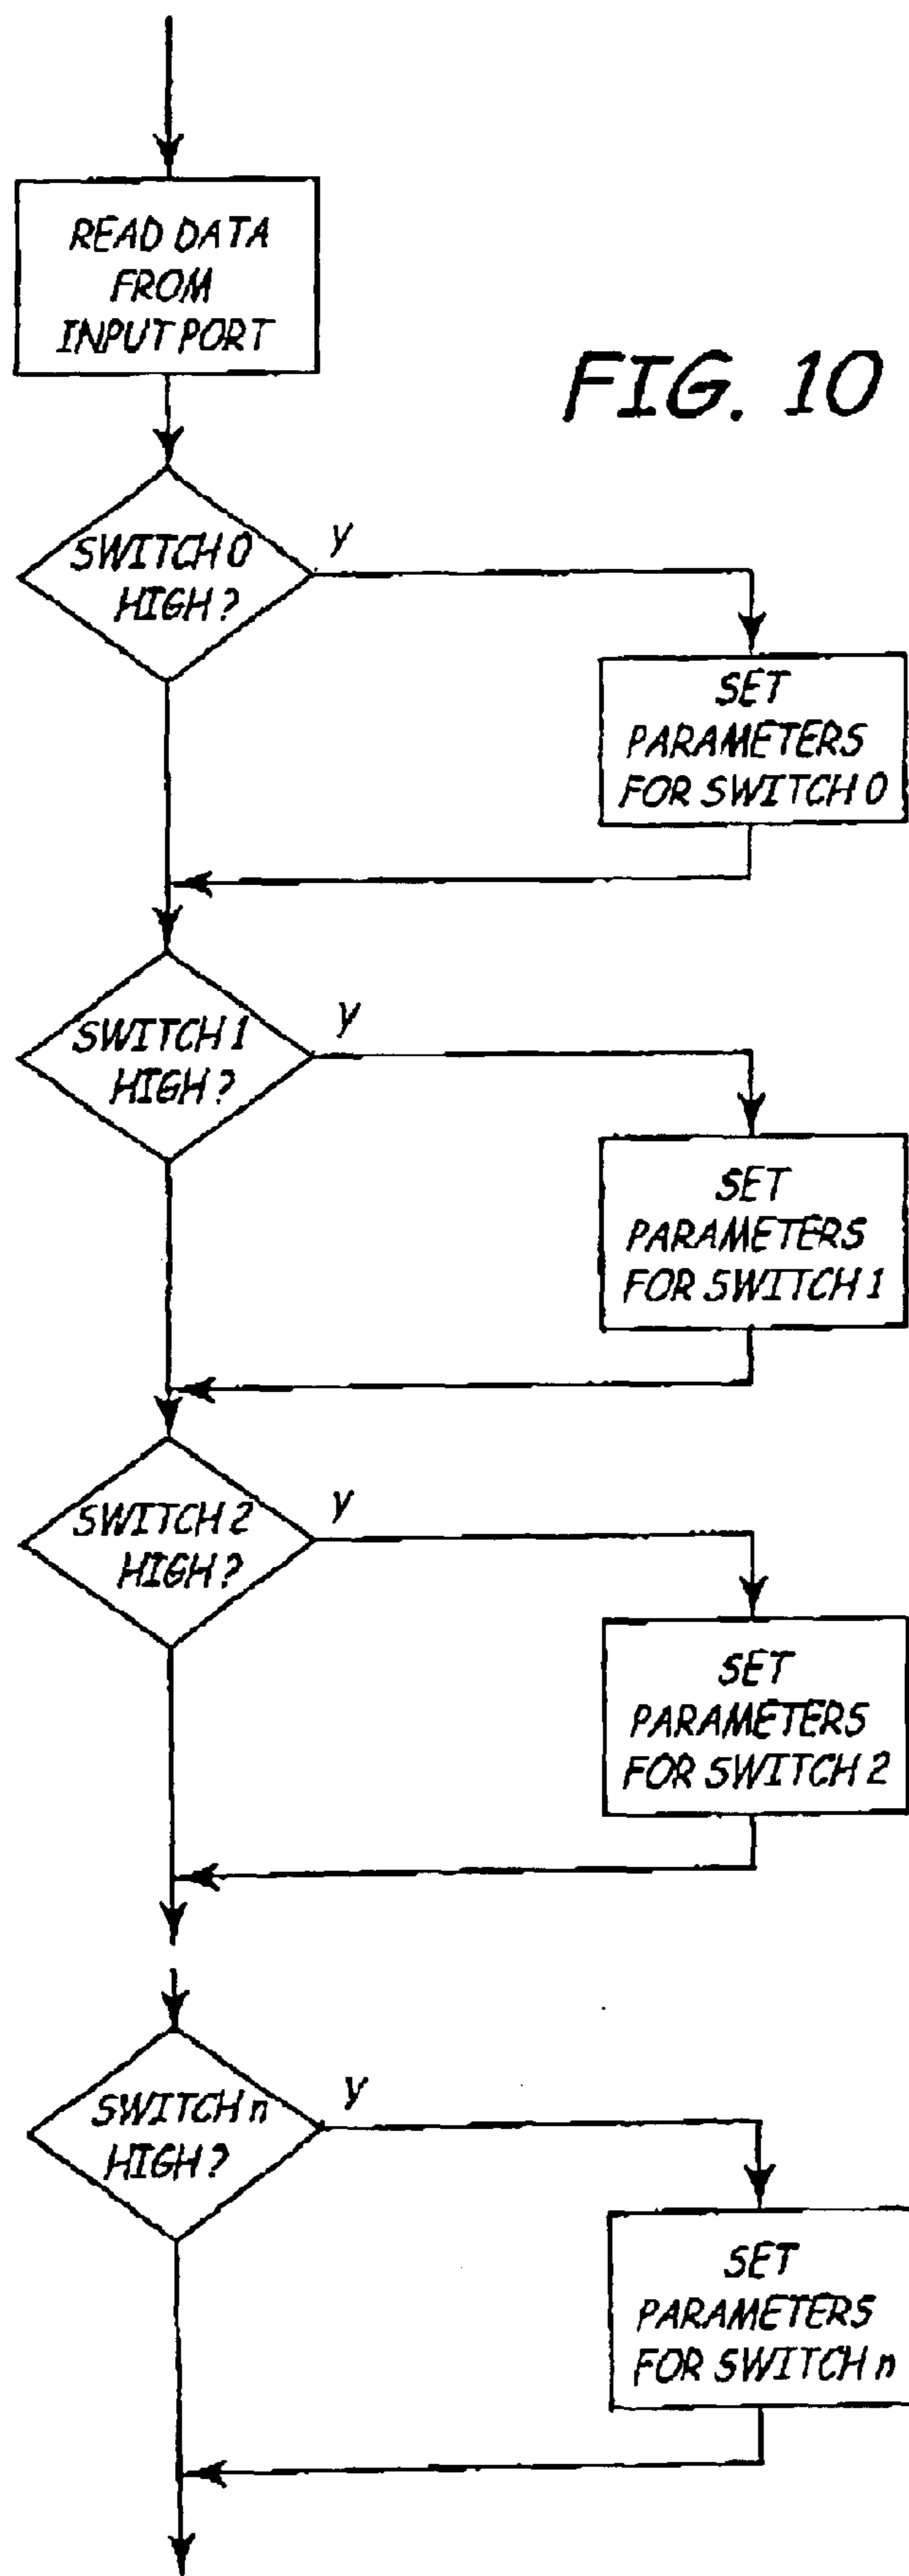 READ DATA
FROM
INPUT PORT
FIG. 10
SWITCH 0
HIGH?
y
SET
PARAMETERS
FOR SWITCH 0
SWITCH 1
HIGH?
y
SET
PARAMETERS
FOR SWITCH 1
SWITCH 2
HIGH?
y
SET
PARAMETERS
FOR SWITCH 2
SWITCH n
HIGH?
y
SET
PARAMETERS
FOR SWITCH n